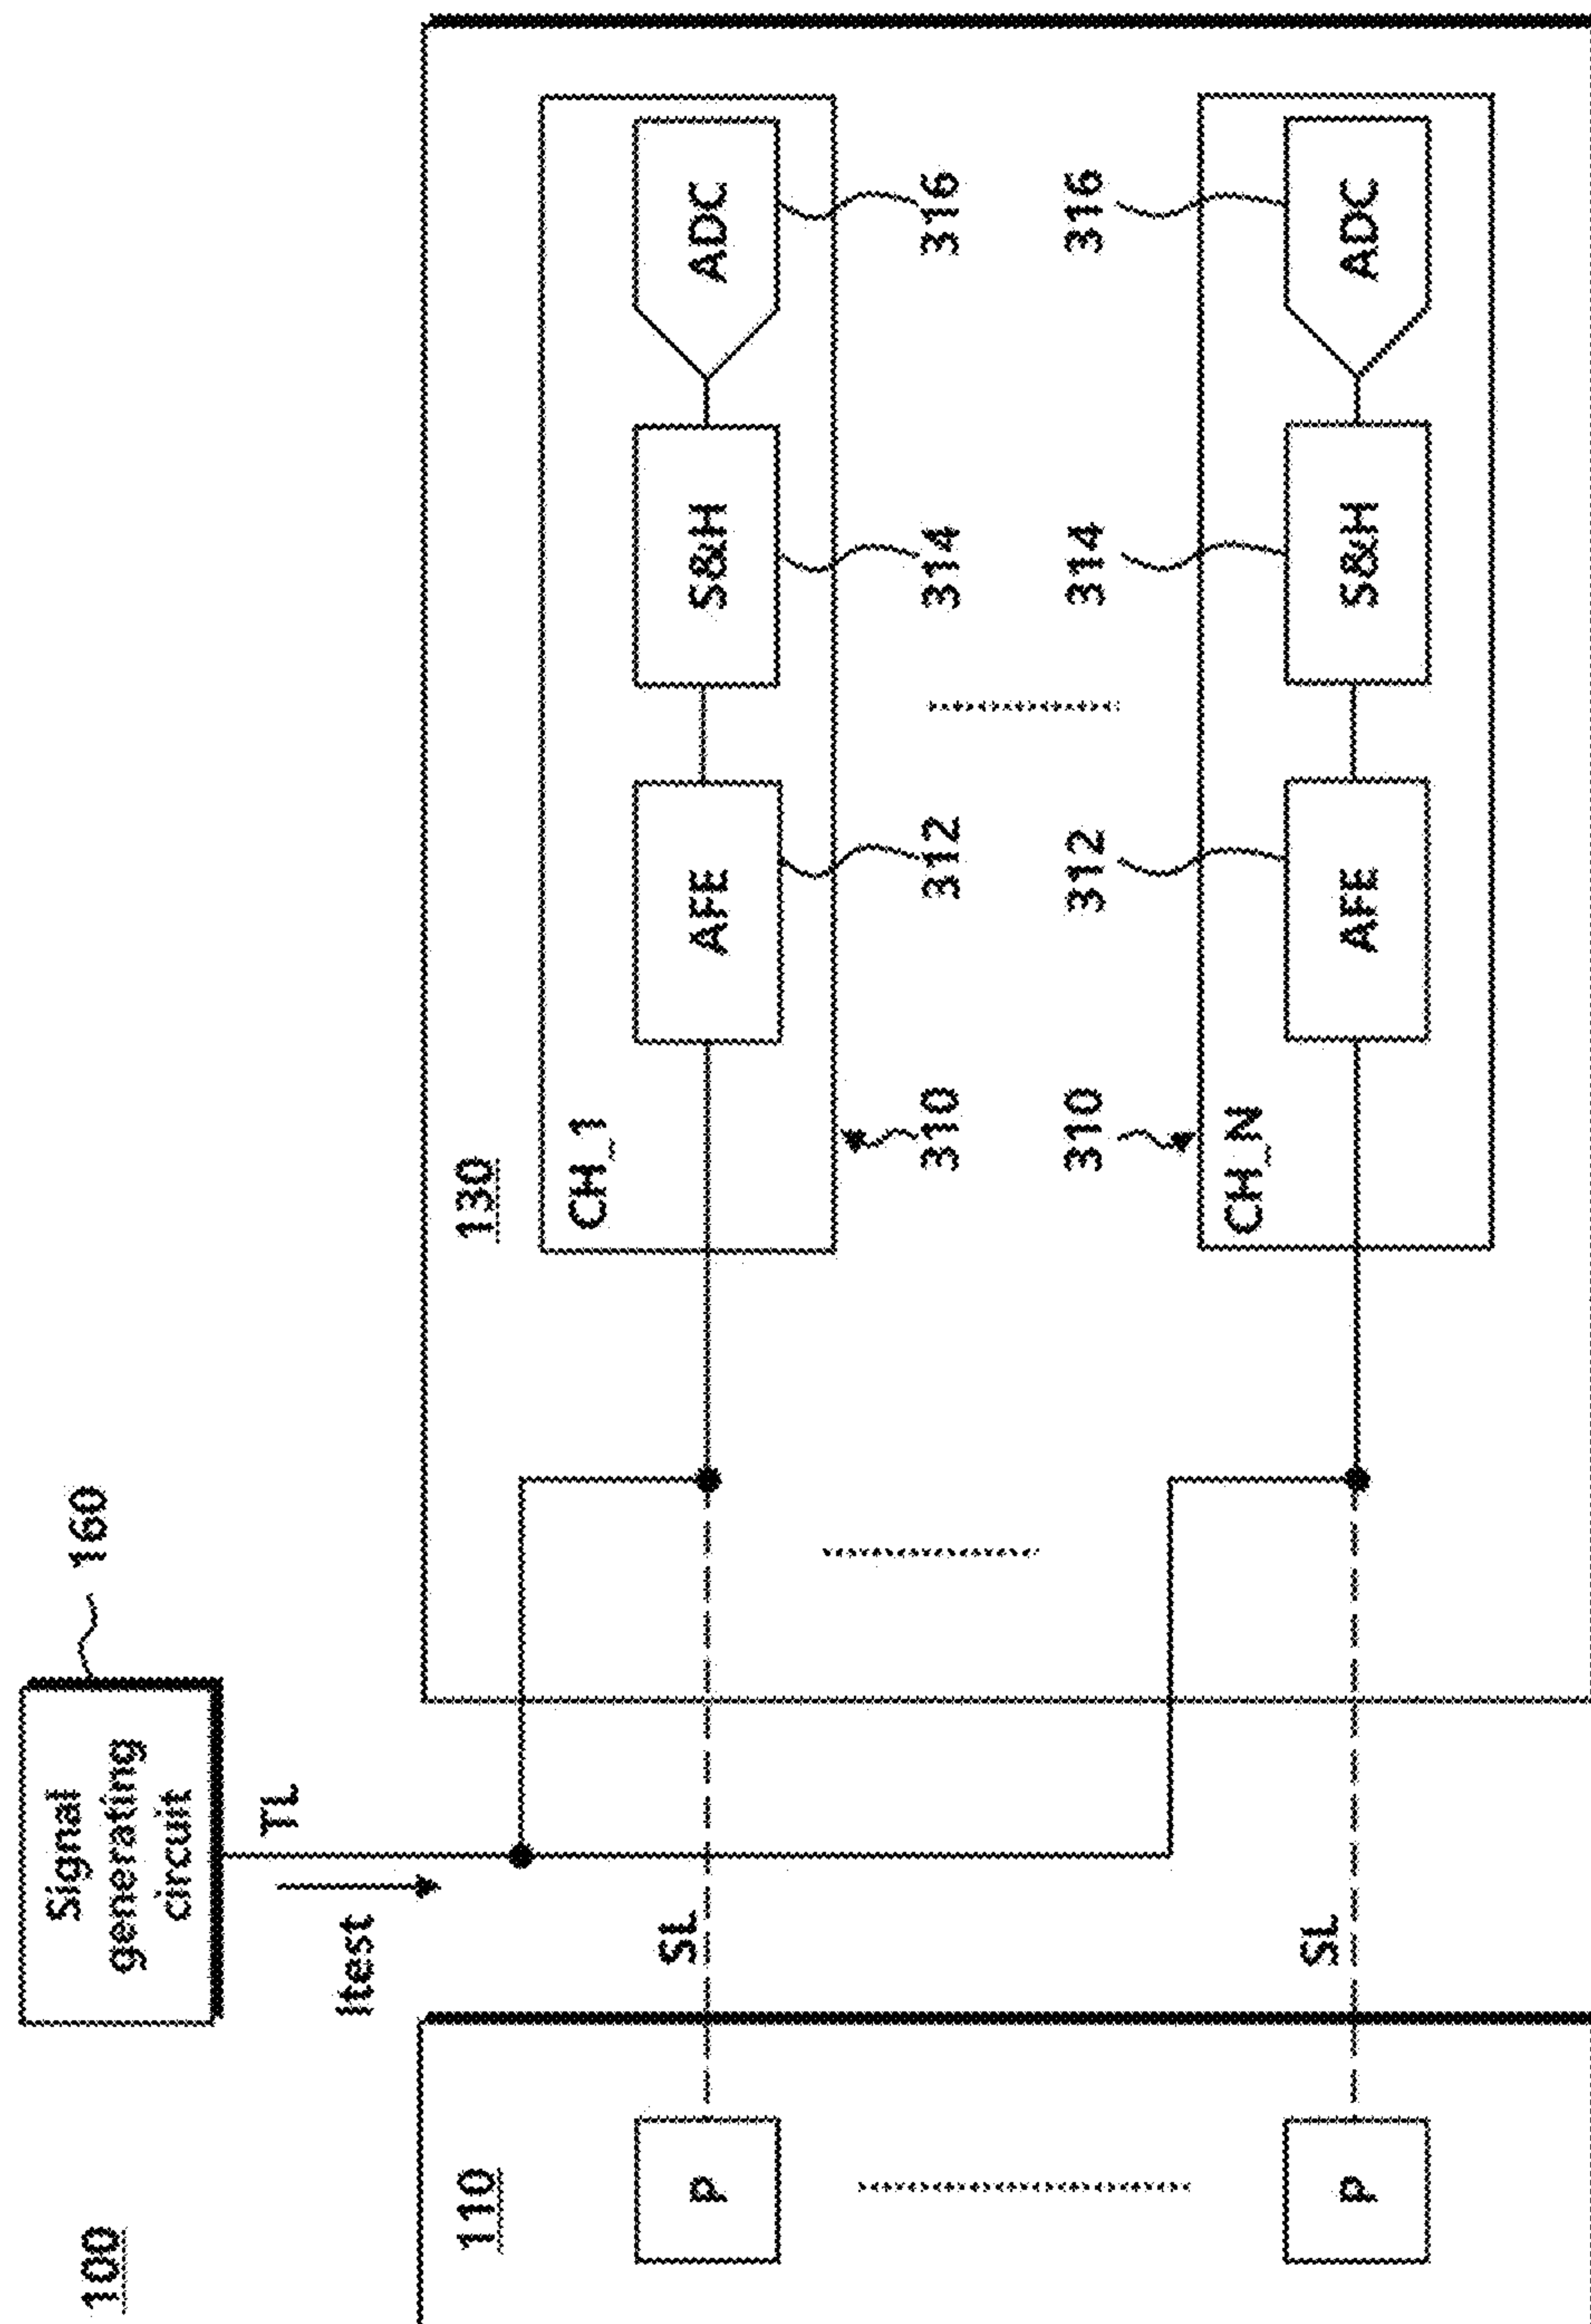 100
Signal
generating
circuit
160
TL
Itest
110
130
P
SL
CH_1
AFE
S&H
ADC
310
312
314
316
310
312
314
316
P
SL
CH_N
AFE
S&H
ADC